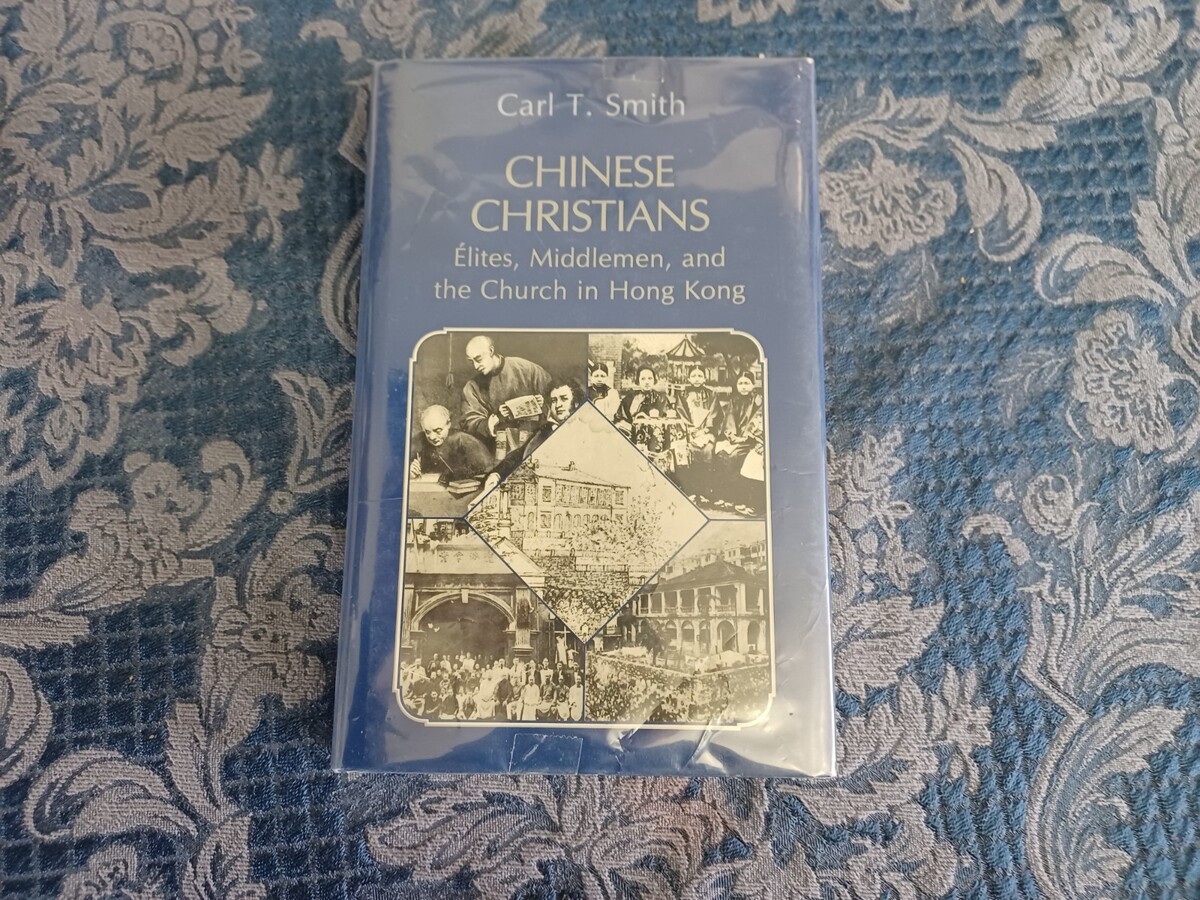 Carl T. Smith
CHINESE
CHRISTIANS
Élites, Middlemen, and
the Church in Hong Kong